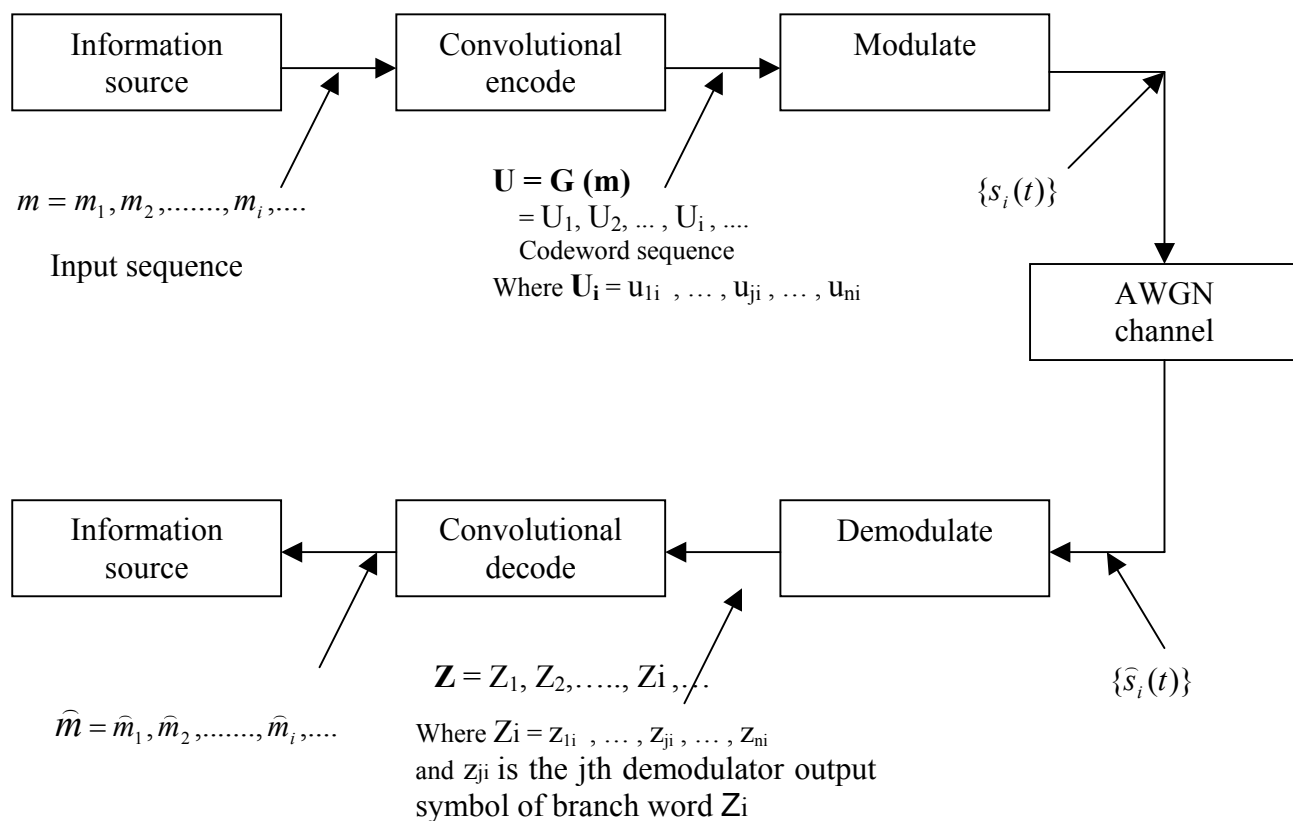 Information
source
Convolutional
encode
Modulate
m = m₁, m₂,......., mᵢ,....
Input sequence
U = G (m)
= U₁, U₂, ... , Uᵢ , ....
Codeword sequence
Where Uᵢ = u₁ᵢ , … , uⱼᵢ , … , uₙᵢ
{sᵢ(t)}
AWGN
channel
Information
source
Convolutional
decode
Demodulate
m̂ = m̂₁, m̂₂,......., m̂ᵢ,....
Z = Z₁, Z₂,….., Zi ,…
Where Zi = z₁ᵢ , … , zⱼᵢ , … , zₙᵢ
and zⱼᵢ is the jth demodulator output
symbol of branch word Zi
{ŝᵢ(t)}